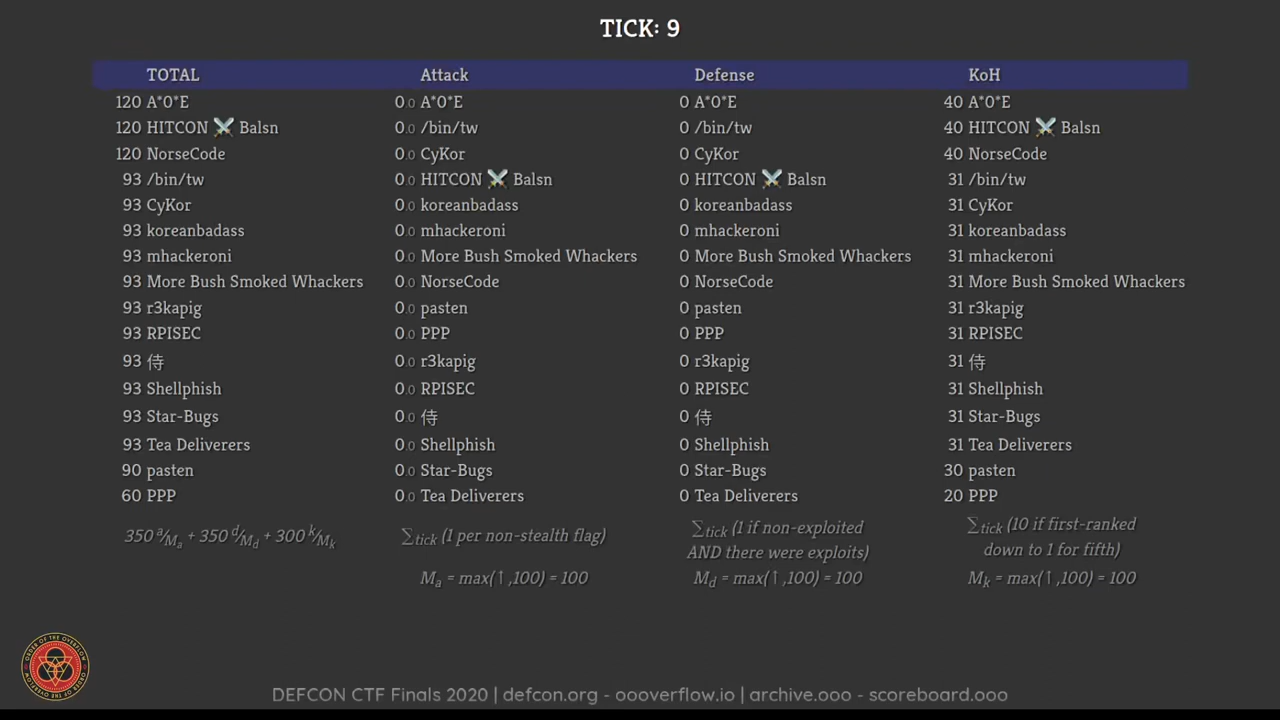 TICK: 9
TOTAL Attack Defense KoH
120 A*0*E 0.0 A*0*E 0 A*0*E 40 A*0*E
120 HITCON ⚔️ Balsn 0.0 /bin/tw 0 /bin/tw 40 HITCON ⚔️ Balsn
120 NorseCode 0.0 CyKor 0 CyKor 40 NorseCode
93 /bin/tw 0.0 HITCON ⚔️ Balsn 0 HITCON ⚔️ Balsn 31 /bin/tw
93 CyKor 0.0 koreanbadass 0 koreanbadass 31 CyKor
93 koreanbadass 0.0 mhackeroni 0 mhackeroni 31 koreanbadass
93 mhackeroni 0.0 More Bush Smoked Whackers 0 More Bush Smoked Whackers 31 mhackeroni
93 More Bush Smoked Whackers 0.0 NorseCode 0 NorseCode 31 More Bush Smoked Whackers
93 r3kapig 0.0 pasten 0 pasten 31 r3kapig
93 RPISEC 0.0 PPP 0 PPP 31 RPISEC
93 侍 0.0 r3kapig 0 r3kapig 31 侍
93 Shellphish 0.0 RPISEC 0 RPISEC 31 Shellphish
93 Star-Bugs 0.0 侍 0 侍 31 Star-Bugs
93 Tea Deliverers 0.0 Shellphish 0 Shellphish 31 Tea Deliverers
90 pasten 0.0 Star-Bugs 0 Star-Bugs 30 pasten
60 PPP 0.0 Tea Deliverers 0 Tea Deliverers 20 PPP
350 a/Ma + 350 d/Md + 300 k/Mk
∑tick (1 per non-stealth flag)
Ma = max(↑,100) = 100
∑tick (1 if non-exploited
AND there were exploits)
Md = max(↑,100) = 100
∑tick (10 if first-ranked
down to 1 for fifth)
Mk = max(↑,100) = 100
ORDER OF THE OVERFLOW
DEFCON CTF Finals 2020 | defcon.org - oooverflow.io | archive.ooo - scoreboard.ooo